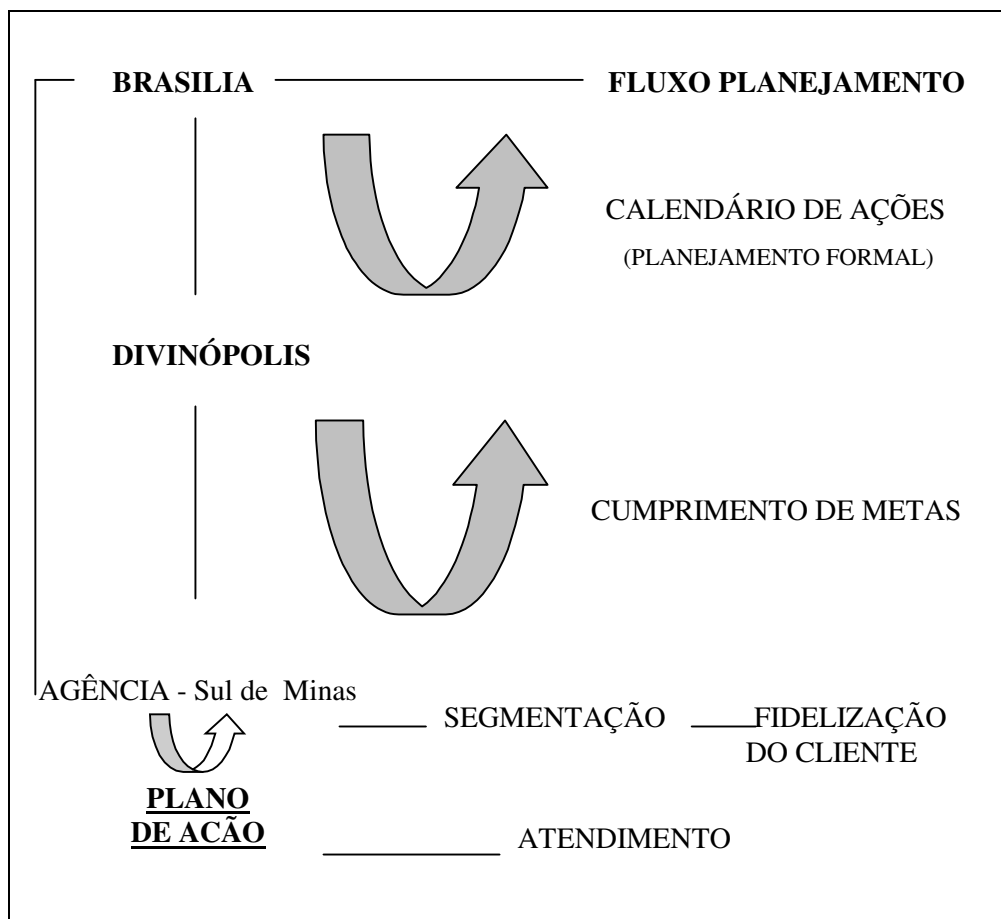 BRASILIA
FLUXO PLANEJAMENTO
CALENDÁRIO DE AÇÕES
(PLANEJAMENTO FORMAL)
DIVINÓPOLIS
CUMPRIMENTO DE METAS
AGÊNCIA - Sul de Minas
SEGMENTAÇÃO
FIDELIZAÇÃO
DO CLIENTE
PLANO
DE ACÃO
ATENDIMENTO